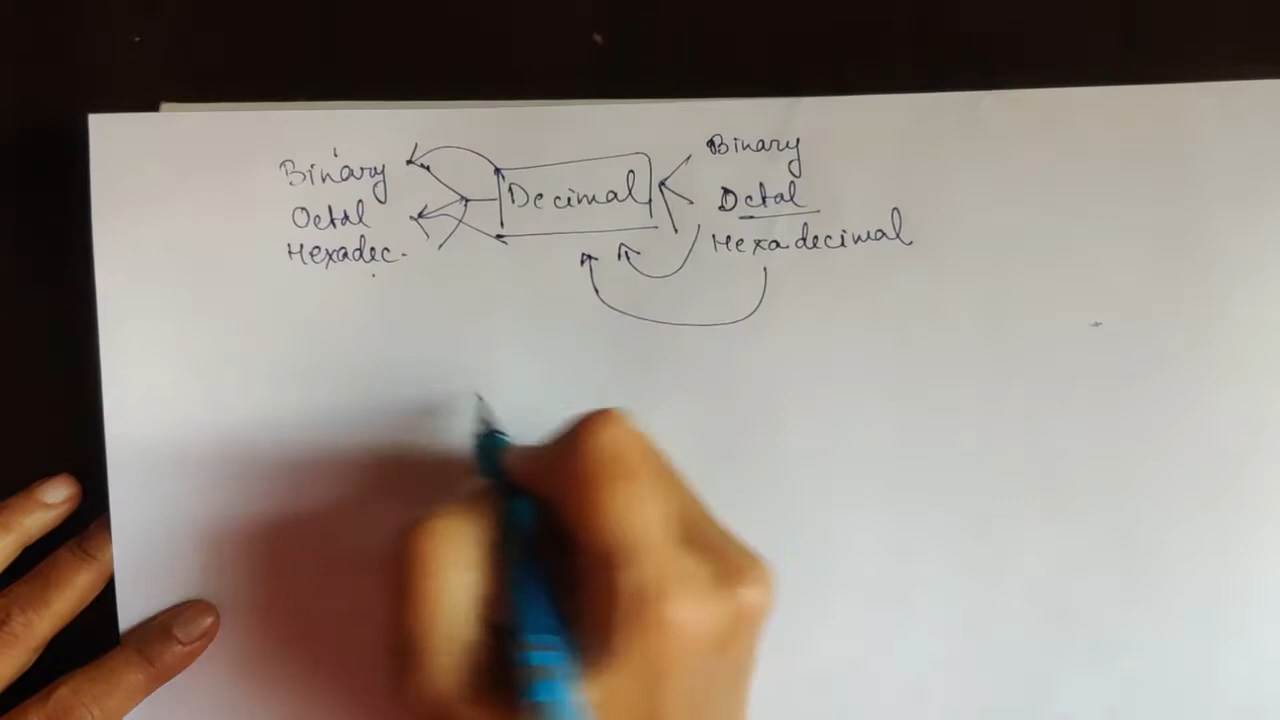 Binary
Octal
Hexadec.
Decimal
Binary
Octal
Hexadecimal